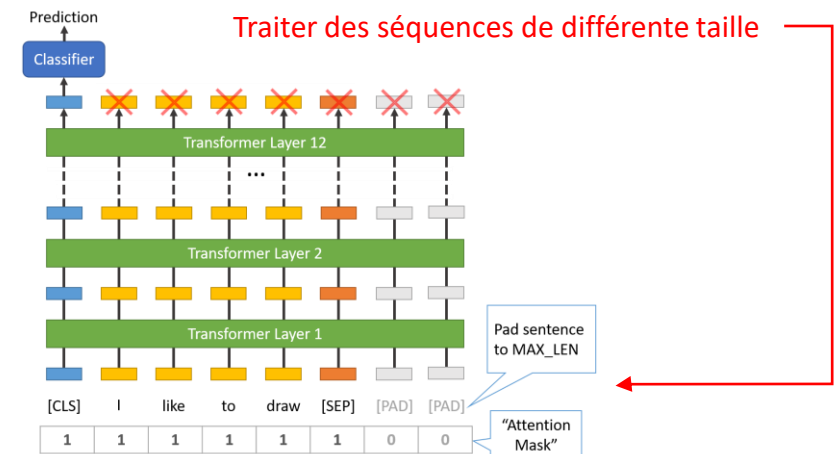 Prediction
Traiter des séquences de différente taille
Classifier
Transformer Layer 12
...
Transformer Layer 2
Transformer Layer 1
Pad sentence
to MAX_LEN
[CLS] I like to draw [SEP] [PAD] [PAD]
1 1 1 1 1 1 0 0
"Attention
Mask"